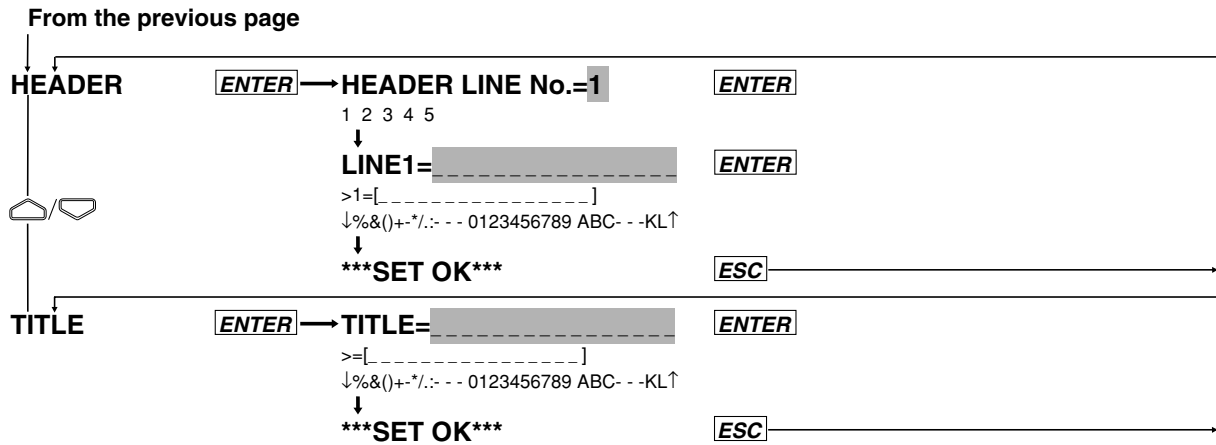 From the previous page
HEADER ENTER HEADER LINE No.=1 ENTER
1 2 3 4 5
LINE1=_ _ _ _ _ _ _ _ _ _ _ _ _ _ _ _ ENTER
>1=[_ _ _ _ _ _ _ _ _ _ _ _ _ _ _ _]
/
↓%&()+-*/.:- - - 0123456789 ABC- - -KL↑
***SET OK*** ESC
TITLE ENTER TITLE=_ _ _ _ _ _ _ _ _ _ _ _ _ _ _ _ ENTER
>=[_ _ _ _ _ _ _ _ _ _ _ _ _ _ _ _]
↓%&()+-*/.:- - - 0123456789 ABC- - -KL↑
***SET OK*** ESC